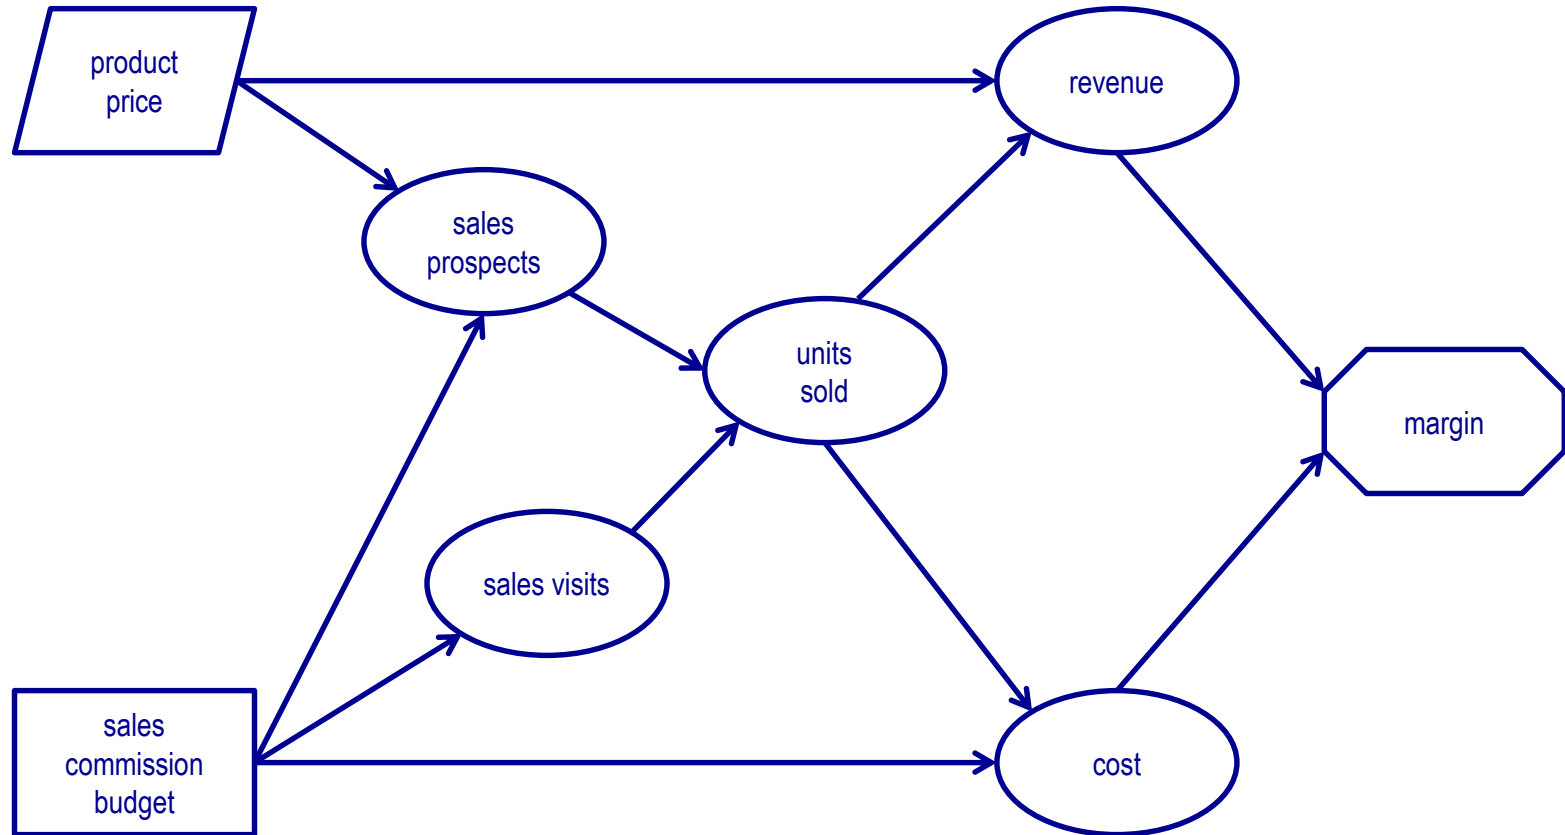 product
price
revenue
sales
prospects
units
sold
margin
sales visits
sales
commission
budget
cost